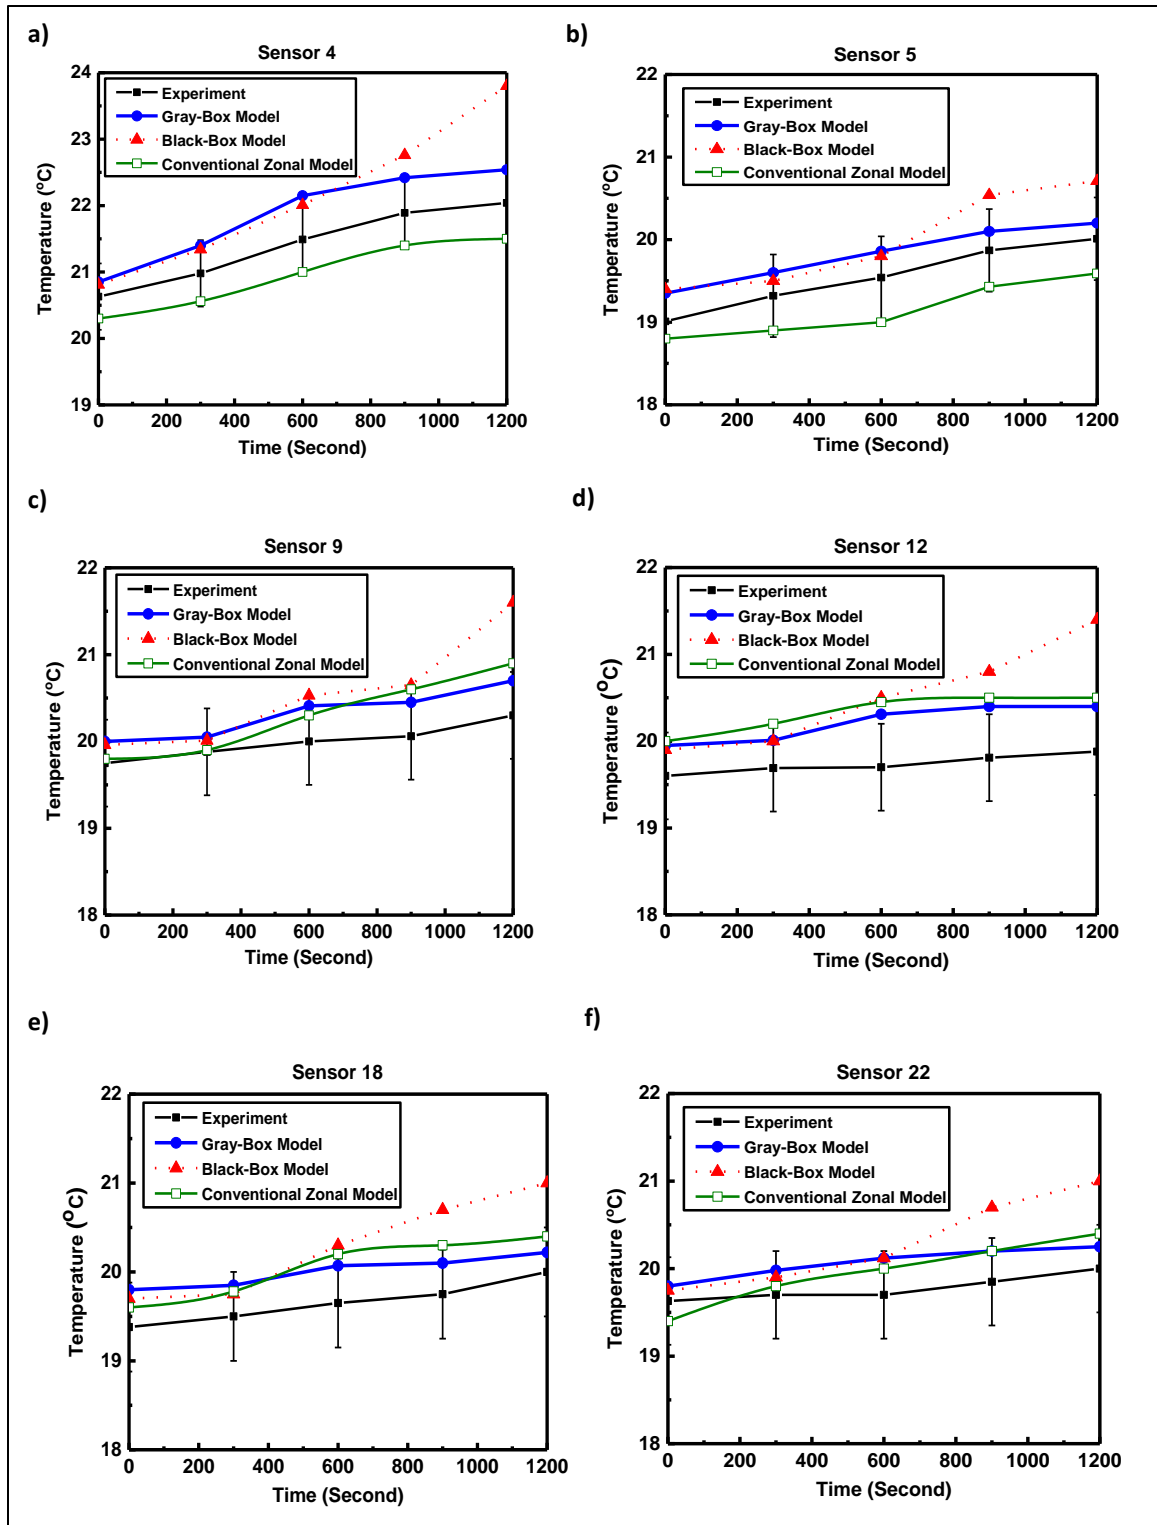 a)
Sensor 4
24
23
22
21
20
19
Temperature (°C)
Experiment
Gray-Box Model
Black-Box Model
Conventional Zonal Model
0 200 400 600 800 1000 1200
Time (Second)
b)
Sensor 5
22
21
20
19
18
Temperature (°C)
Experiment
Gray-Box Model
Black-Box Model
Conventional Zonal Model
0 200 400 600 800 1000 1200
Time (Second)
c)
Sensor 9
22
21
20
19
18
Temperature (°C)
Experiment
Gray-Box Model
Black-Box Model
Conventional Zonal Model
0 200 400 600 800 1000 1200
Time (Second)
d)
Sensor 12
22
21
20
19
18
Temperature (°C)
Experiment
Gray-Box Model
Black-Box Model
Conventional Zonal Model
0 200 400 600 800 1000 1200
Time (Second)
e)
Sensor 18
22
21
20
19
18
Temperature (°C)
Experiment
Gray-Box Model
Black-Box Model
Conventional Zonal Model
0 200 400 600 800 1000 1200
Time (Second)
f)
Sensor 22
22
21
20
19
18
Temperature (°C)
Experiment
Gray-Box Model
Black-Box Model
Conventional Zonal Model
0 200 400 600 800 1000 1200
Time (Second)